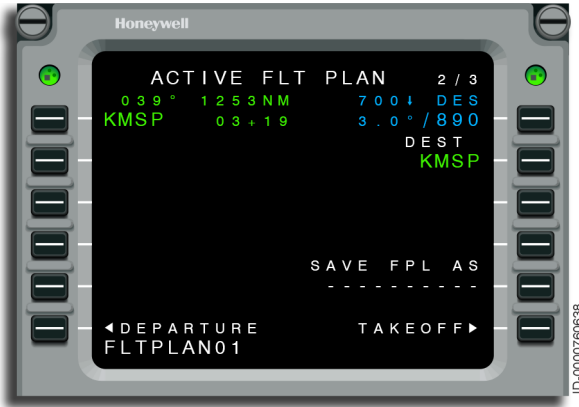 Honeywell
ACTIVE FLT PLAN 2/3
039° 1253NM 700↓ DES
KMSP 03+19 3.0°/890
DEST
KMSP
SAVE FPL AS
----------
◀DEPARTURE TAKEOFF▶
FLTPLAN01
ID-0000760638